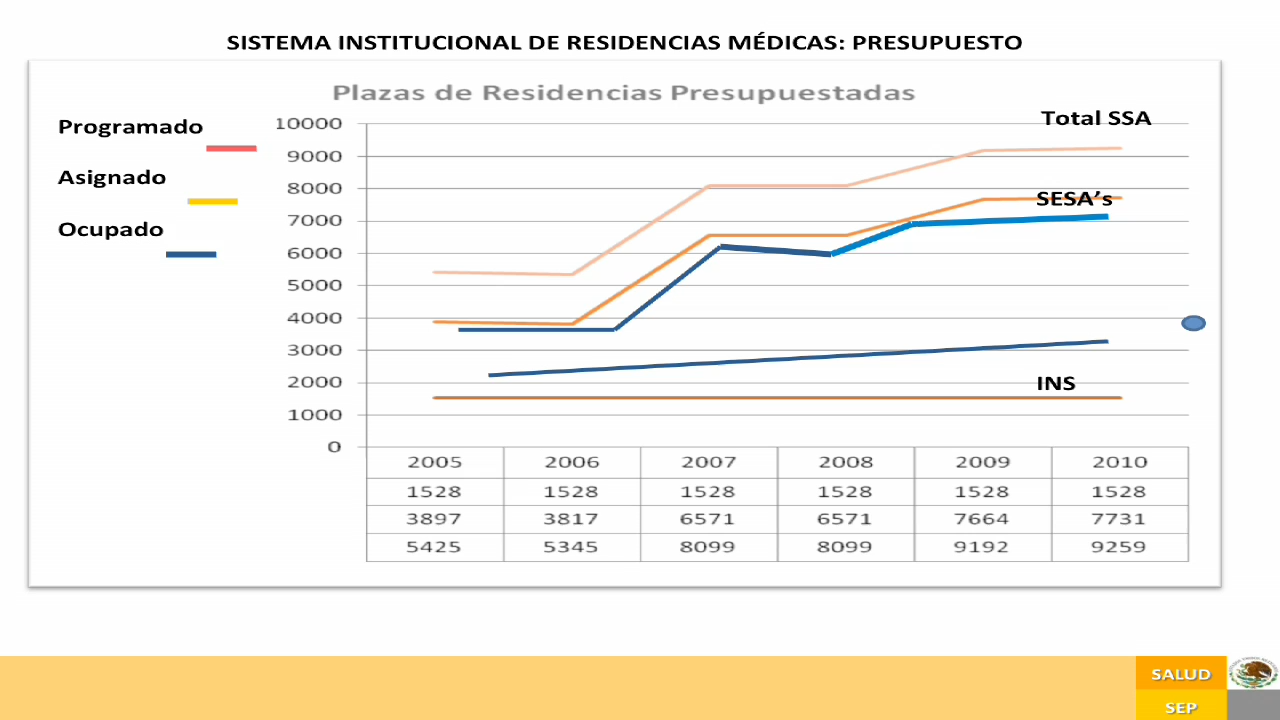 SISTEMA INSTITUCIONAL DE RESIDENCIAS MÉDICAS: PRESUPUESTO
Plazas de Residencias Presupuestadas
Programado
Asignado
Ocupado
10000
9000
8000
7000
6000
5000
4000
3000
2000
1000
0
Total SSA
SESA’s
INS
2005 2006 2007 2008 2009 2010
1528 1528 1528 1528 1528 1528
3897 3817 6571 6571 7664 7731
5425 5345 8099 8099 9192 9259
SALUD
SEP